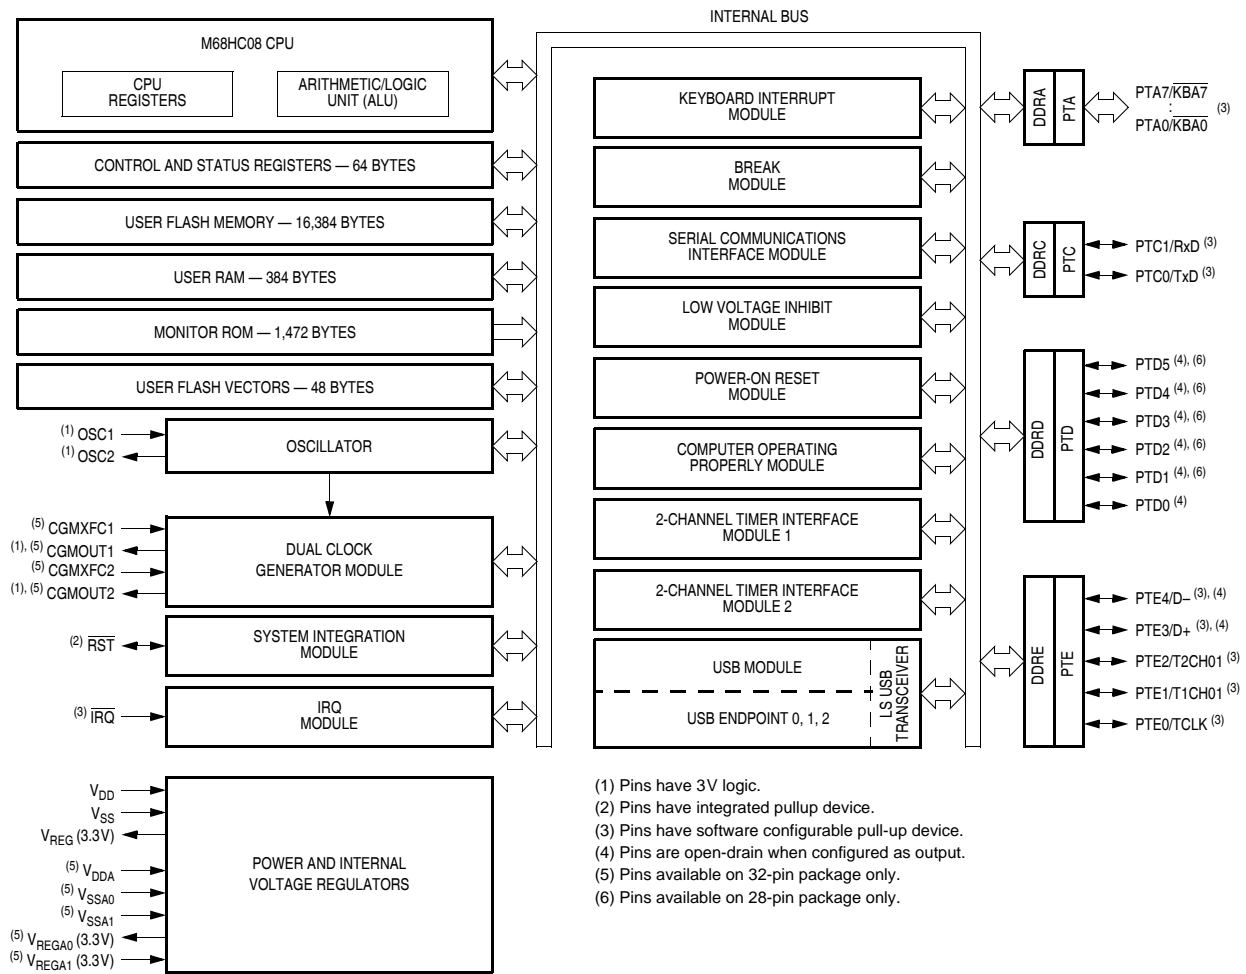 INTERNAL BUS
M68HC08 CPU
CPU
REGISTERS
ARITHMETIC/LOGIC
UNIT (ALU)
CONTROL AND STATUS REGISTERS — 64 BYTES
USER FLASH MEMORY — 16,384 BYTES
USER RAM — 384 BYTES
MONITOR ROM — 1,472 BYTES
USER FLASH VECTORS — 48 BYTES
(1) OSC1
(1) OSC2
OSCILLATOR
(5) CGMXFC1
(1), (5) CGMOUT1
(5) CGMXFC2
(1), (5) CGMOUT2
DUAL CLOCK
GENERATOR MODULE
(2) RST
SYSTEM INTEGRATION
MODULE
(3) IRQ
IRQ
MODULE
VDD
VSS
VREG (3.3V)
(5) VDDA
(5) VSSA0
(5) VSSA1
(5) VREGA0 (3.3V)
(5) VREGA1 (3.3V)
POWER AND INTERNAL
VOLTAGE REGULATORS
KEYBOARD INTERRUPT
MODULE
BREAK
MODULE
SERIAL COMMUNICATIONS
INTERFACE MODULE
LOW VOLTAGE INHIBIT
MODULE
POWER-ON RESET
MODULE
COMPUTER OPERATING
PROPERLY MODULE
2-CHANNEL TIMER INTERFACE
MODULE 1
2-CHANNEL TIMER INTERFACE
MODULE 2
USB MODULE
USB ENDPOINT 0, 1, 2
LS USB
TRANSCEIVER
DDRA
PTA
PTA7/KBA7
:
(3)
PTA0/KBA0
DDRC
PTC
PTC1/RxD (3)
PTC0/TxD (3)
DDRD
PTD
PTD5 (4), (6)
PTD4 (4), (6)
PTD3 (4), (6)
PTD2 (4), (6)
PTD1 (4), (6)
PTD0 (4)
DDRE
PTE
PTE4/D– (3), (4)
PTE3/D+ (3), (4)
PTE2/T2CH01 (3)
PTE1/T1CH01 (3)
PTE0/TCLK (3)
(1) Pins have 3V logic.
(2) Pins have integrated pullup device.
(3) Pins have software configurable pull-up device.
(4) Pins are open-drain when configured as output.
(5) Pins available on 32-pin package only.
(6) Pins available on 28-pin package only.